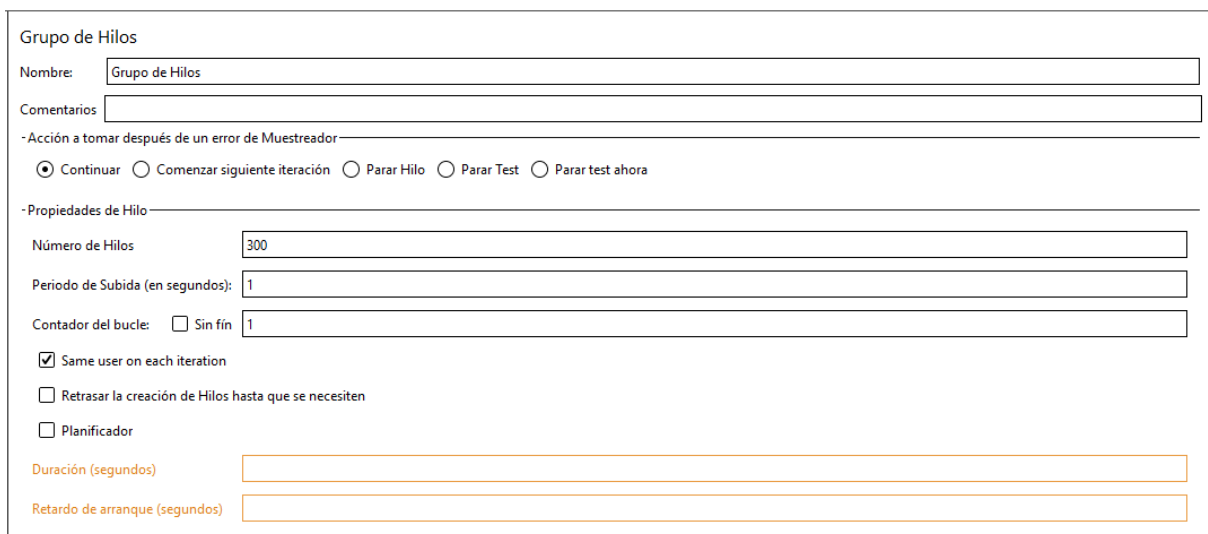 Grupo de Hilos
Nombre: Grupo de Hilos
Comentarios
Acción a tomar después de un error de Muestreador
Continuar Comenzar siguiente iteración Parar Hilo Parar Test Parar test ahora
Propiedades de Hilo
Número de Hilos 300
Periodo de Subida (en segundos): 1
Contador del bucle: Sin fín 1
Same user on each iteration
Retrasar la creación de Hilos hasta que se necesiten
Planificador
Duración (segundos)
Retardo de arranque (segundos)